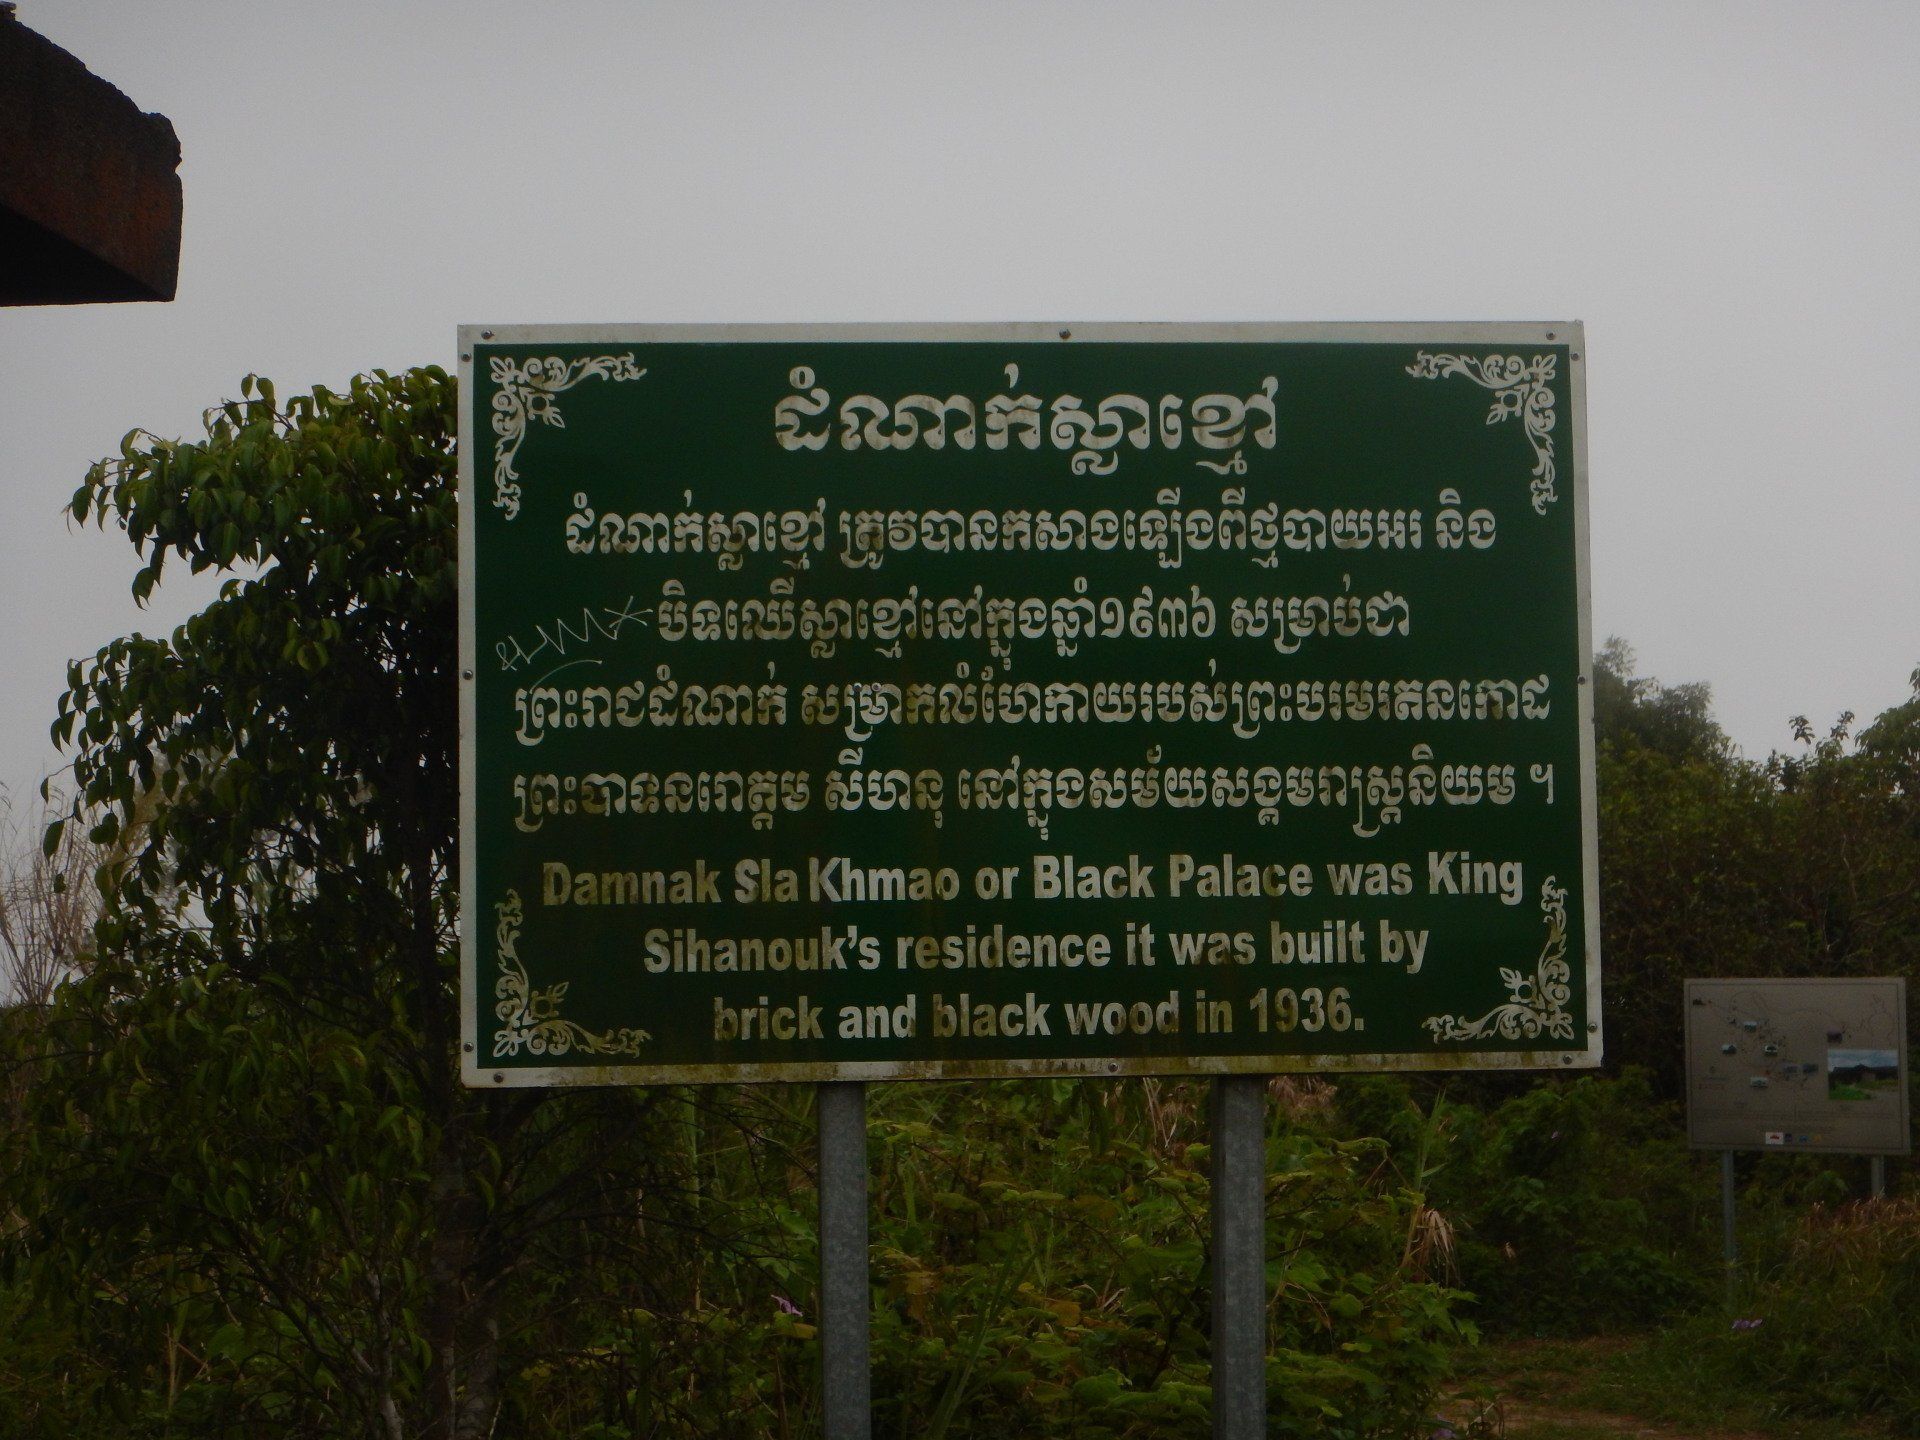 ដំណាក់ស្លាខ្មៅ
ដំណាក់ស្លាខ្មៅ ត្រូវបានកសាងឡើងពីថ្មបាយអរ និង
បិទឈើស្លាខ្មៅនៅក្នុងឆ្នាំ១៩៣៦ សម្រាប់ជា
ព្រះរាជដំណាក់ សម្រាកលំហែកាយរបស់ព្រះបរមរតនកោដ
ព្រះបាទនរោត្តម សីហនុ នៅក្នុងសម័យសង្គមរាស្ត្រនិយម ។
Damnak Sla Khmao or Black Palace was King
Sihanouk’s residence it was built by
brick and black wood in 1936.